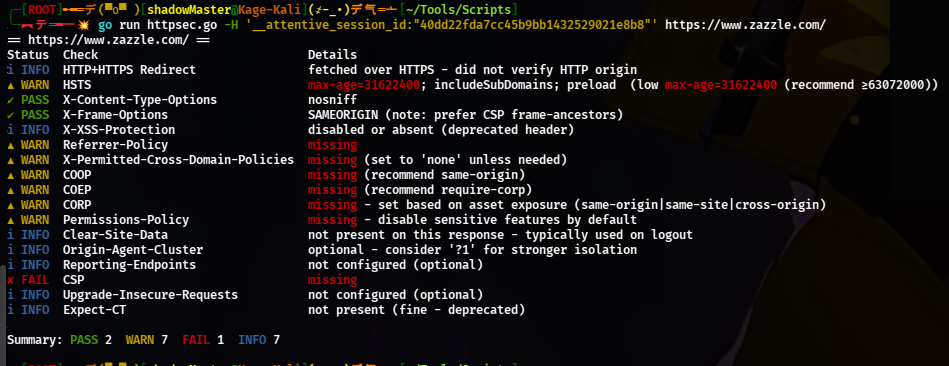 [ROOT] [shadowMaster@Kage-Kali] [~/Tools/Scripts]
go run httpsec.go -H '__attentive_session_id:"40dd22fda7cc45b9bb1432529021e8b8"' https://www.zazzle.com/
== https://www.zazzle.com/ ==
Status Check Details
i INFO HTTP+HTTPS Redirect fetched over HTTPS - did not verify HTTP origin
▲ WARN HSTS max-age=31622400; includeSubDomains; preload (low max-age=31622400 (recommend ≥63072000))
✔ PASS X-Content-Type-Options nosniff
✔ PASS X-Frame-Options SAMEORIGIN (note: prefer CSP frame-ancestors)
i INFO X-XSS-Protection disabled or absent (deprecated header)
▲ WARN Referrer-Policy missing
▲ WARN X-Permitted-Cross-Domain-Policies missing (set to 'none' unless needed)
▲ WARN COOP missing (recommend same-origin)
▲ WARN COEP missing (recommend require-corp)
▲ WARN CORP missing - set based on asset exposure (same-origin|same-site|cross-origin)
▲ WARN Permissions-Policy missing - disable sensitive features by default
i INFO Clear-Site-Data not present on this response - typically used on logout
i INFO Origin-Agent-Cluster optional - consider '?1' for stronger isolation
i INFO Reporting-Endpoints not configured (optional)
✘ FAIL CSP missing
i INFO Upgrade-Insecure-Requests not configured (optional)
i INFO Expect-CT not present (fine - deprecated)
Summary: PASS 2 WARN 7 FAIL 1 INFO 7